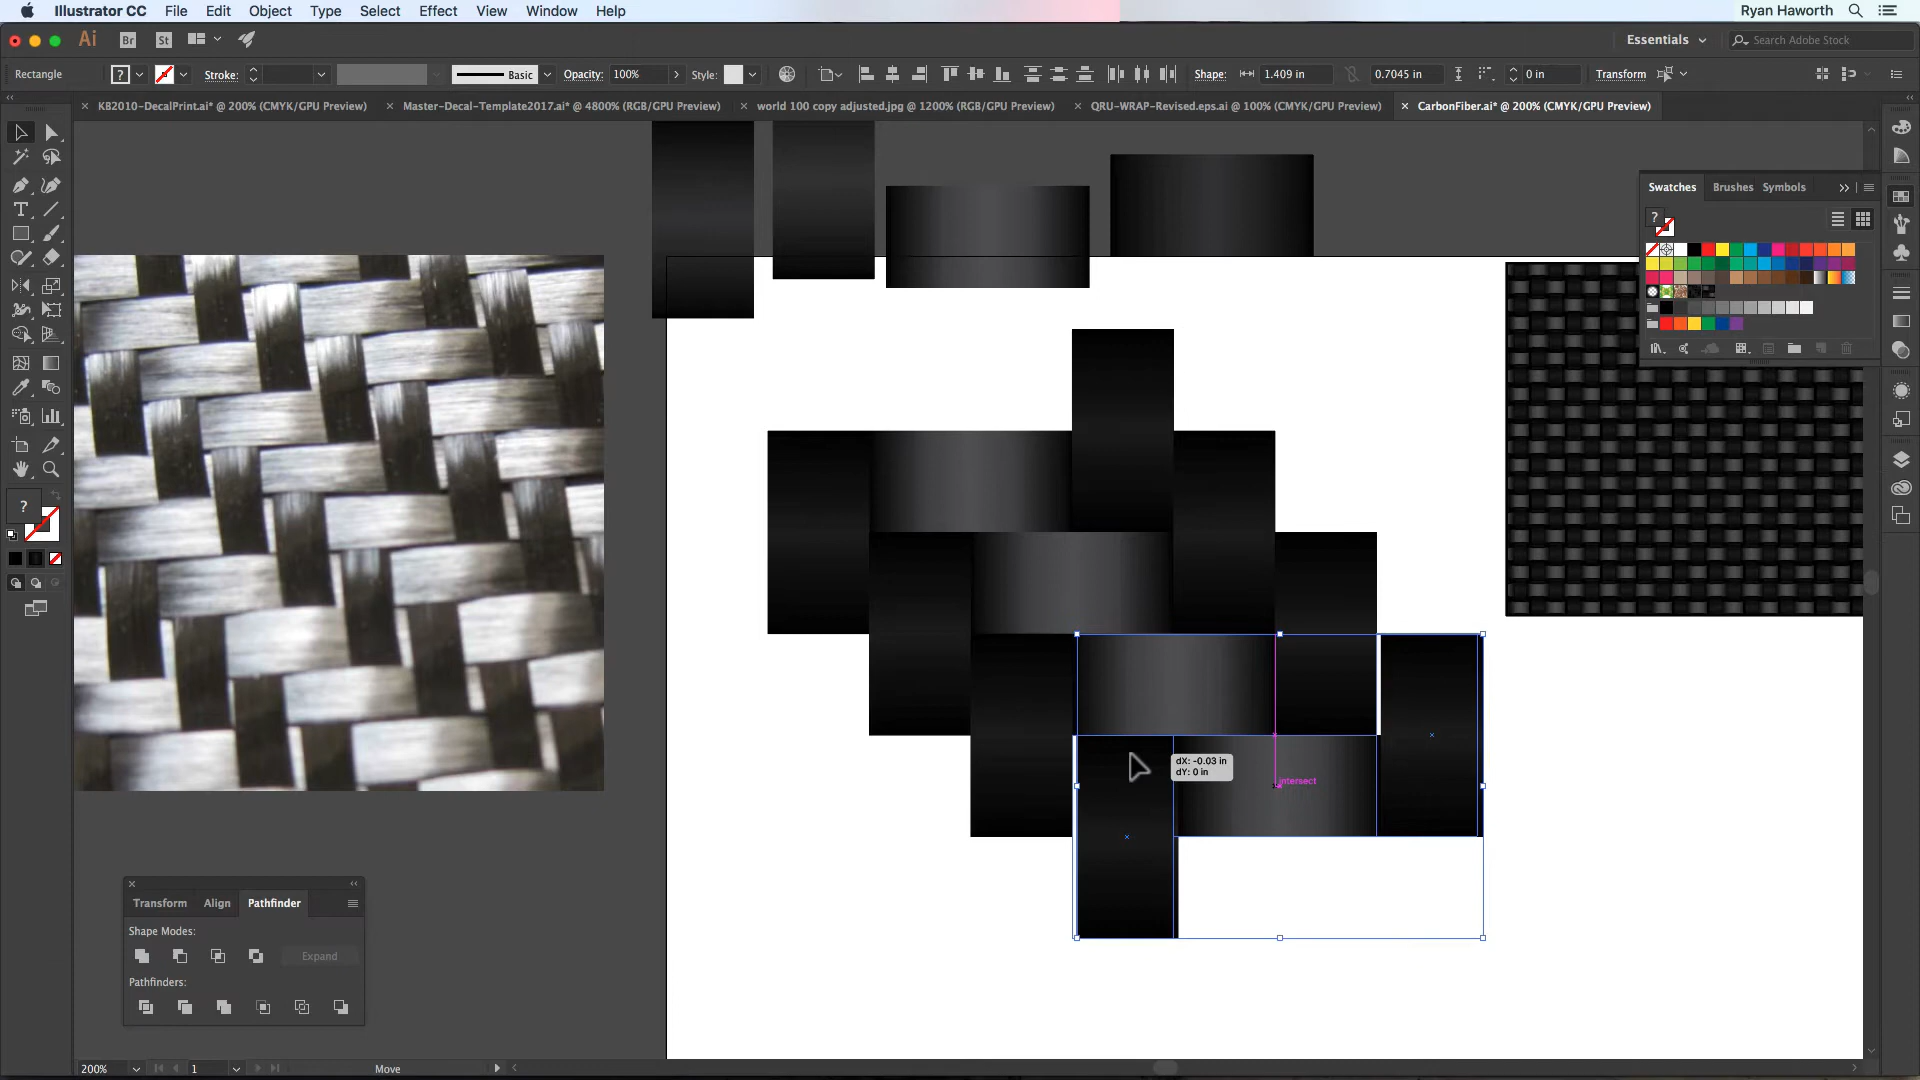 Illustrator CC File Edit Object Type Select Effect View Window Help Ryan Haworth
Ai Br St Essentials Search Adobe Stock
Rectangle ? Stroke: Basic Opacity: 100% Style: Shape: 1.409 in 0.7045 in 0 in Transform
KB2010-DecalPrint.ai* @ 200% (CMYK/GPU Preview) Master-Decal-Template2017.ai* @ 4800% (RGB/GPU Preview) world 100 copy adjusted.jpg @ 1200% (RGB/GPU Preview) QRU-WRAP-Revised.eps.ai @ 100% (CMYK/GPU Preview) CarbonFiber.ai* @ 200% (CMYK/GPU Preview)
Swatches Brushes Symbols
?
?
dX: -0.03 in
dY: 0 in
intersect
Transform Align Pathfinder
Shape Modes:
Expand
Pathfinders:
200% 1 Move